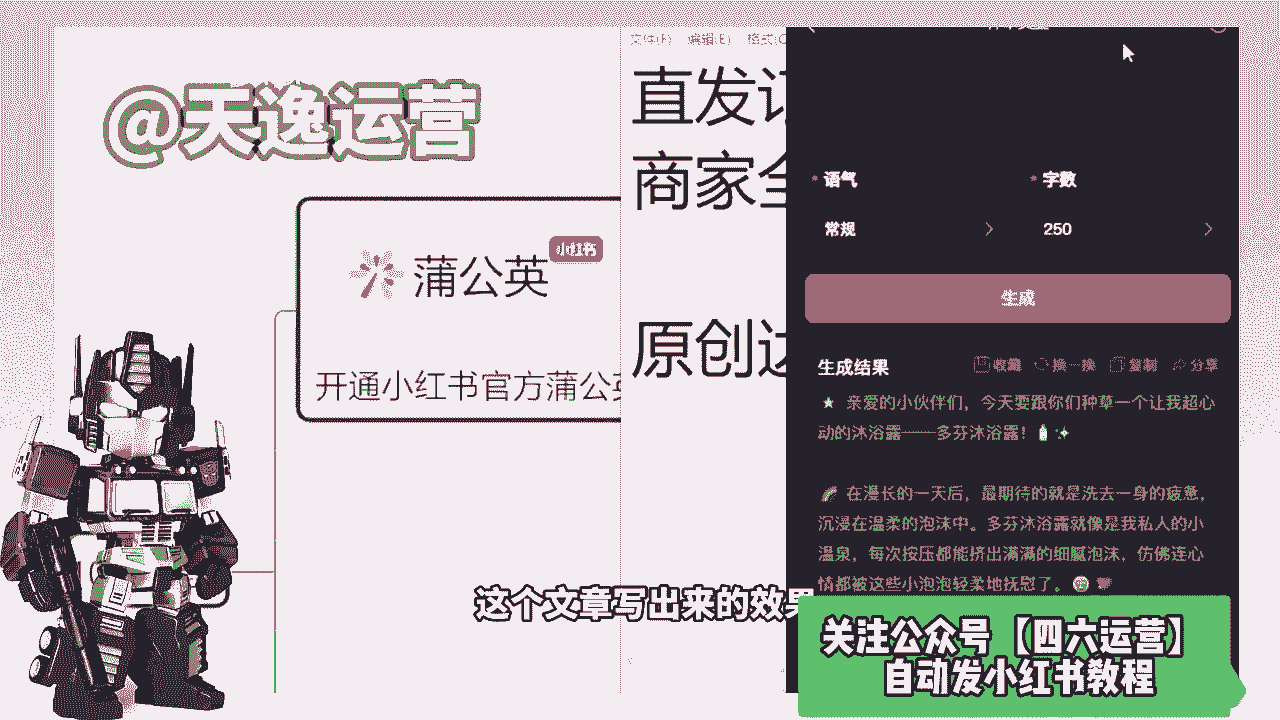 @天逸运营
小红书
蒲公英
开通小红书官方蒲公英
文件(F) 编辑(E) 格式(O
直发
商家全
原创达
* 语气
* 字数
常规
250
生成
生成结果
收藏 换一换 复制 分享
亲爱的小伙伴们，今天要跟你们种草一个让我超心
动的沐浴露——多芬沐浴露！
在漫长的一天后，最期待的就是洗去一身的疲惫，
沉浸在温柔的泡沫中。多芬沐浴露就像是我私人的小
温泉，每次按压都能挤出满满的细腻泡沫，仿佛连心
情都被这些小泡泡轻柔地抚慰了。
这个文章写出来的效果
关注公众号【四六运营】
自动发小红书教程